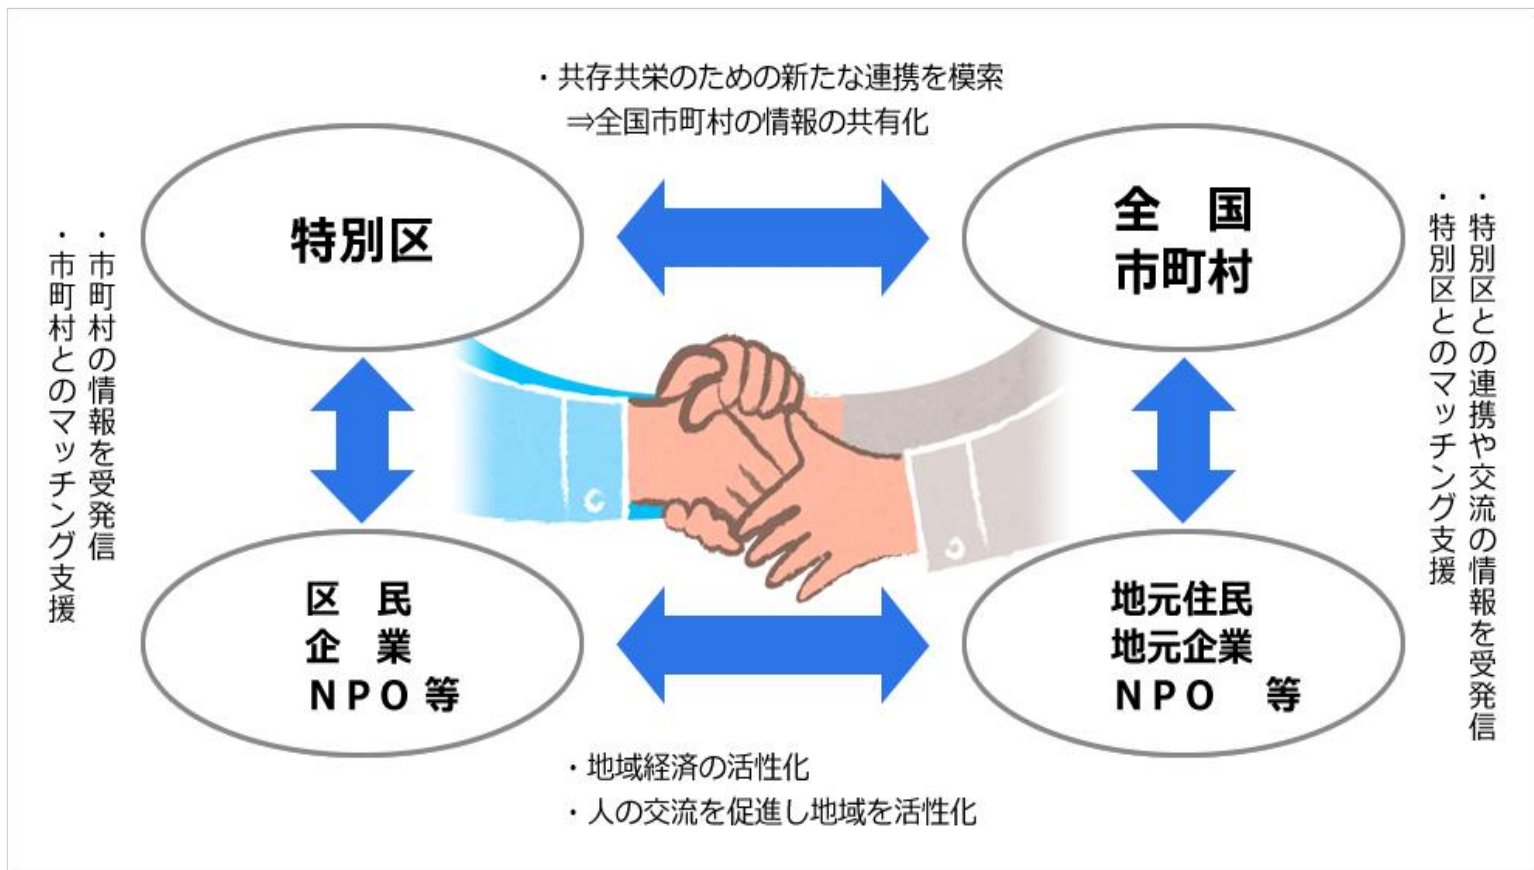 ・共存共栄のための新たな連携を模索
⇒全国市町村の情報の共有化
特別区
全　国
市町村
・市町村の情報を受発信
・市町村とのマッチング支援
・特別区との連携や交流の情報を受発信
・特別区とのマッチング支援
区　民
企　業
ＮＰＯ等
地元住民
地元企業
ＮＰＯ　等
・地域経済の活性化
・人の交流を促進し地域を活性化